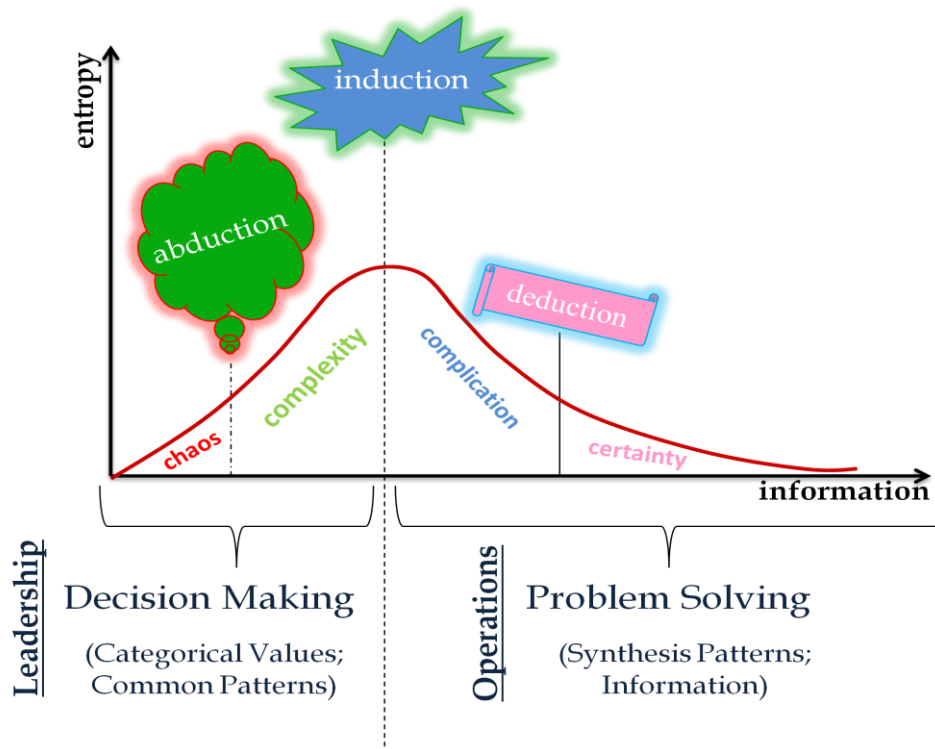 entropy
induction
abduction
deduction
complexity
complication
chaos
certainty
information
Leadership
Decision Making
(Categorical Values;
Common Patterns)
Operations
Problem Solving
(Synthesis Patterns;
Information)